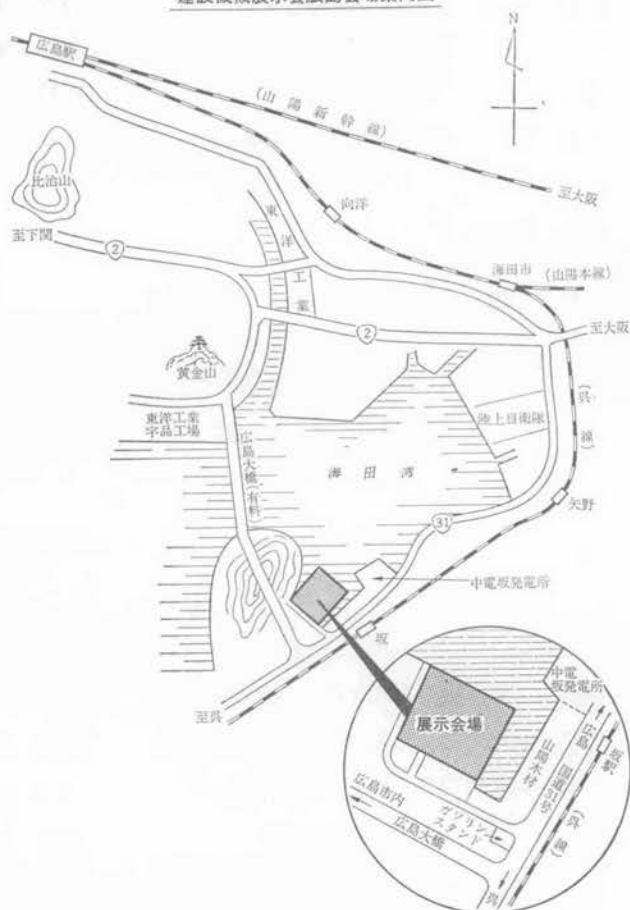 N
広島駅
(山陽新幹線)
至大阪
比治山
東洋工業
向洋
至下関
2
海田市
(山陽本線)
2
至大阪
黄金山
(呉線)
東洋工業
宇品工場
広島大橋(有料)
海田湾
陸上自衛隊
矢野
31
中電坂発電所
坂
至呉
中電
坂発電所
展示会場
広島
国道31号
坂駅
山陽木材
(呉線)
広島市内
広島大橋
ガソリン
スタンド
呉